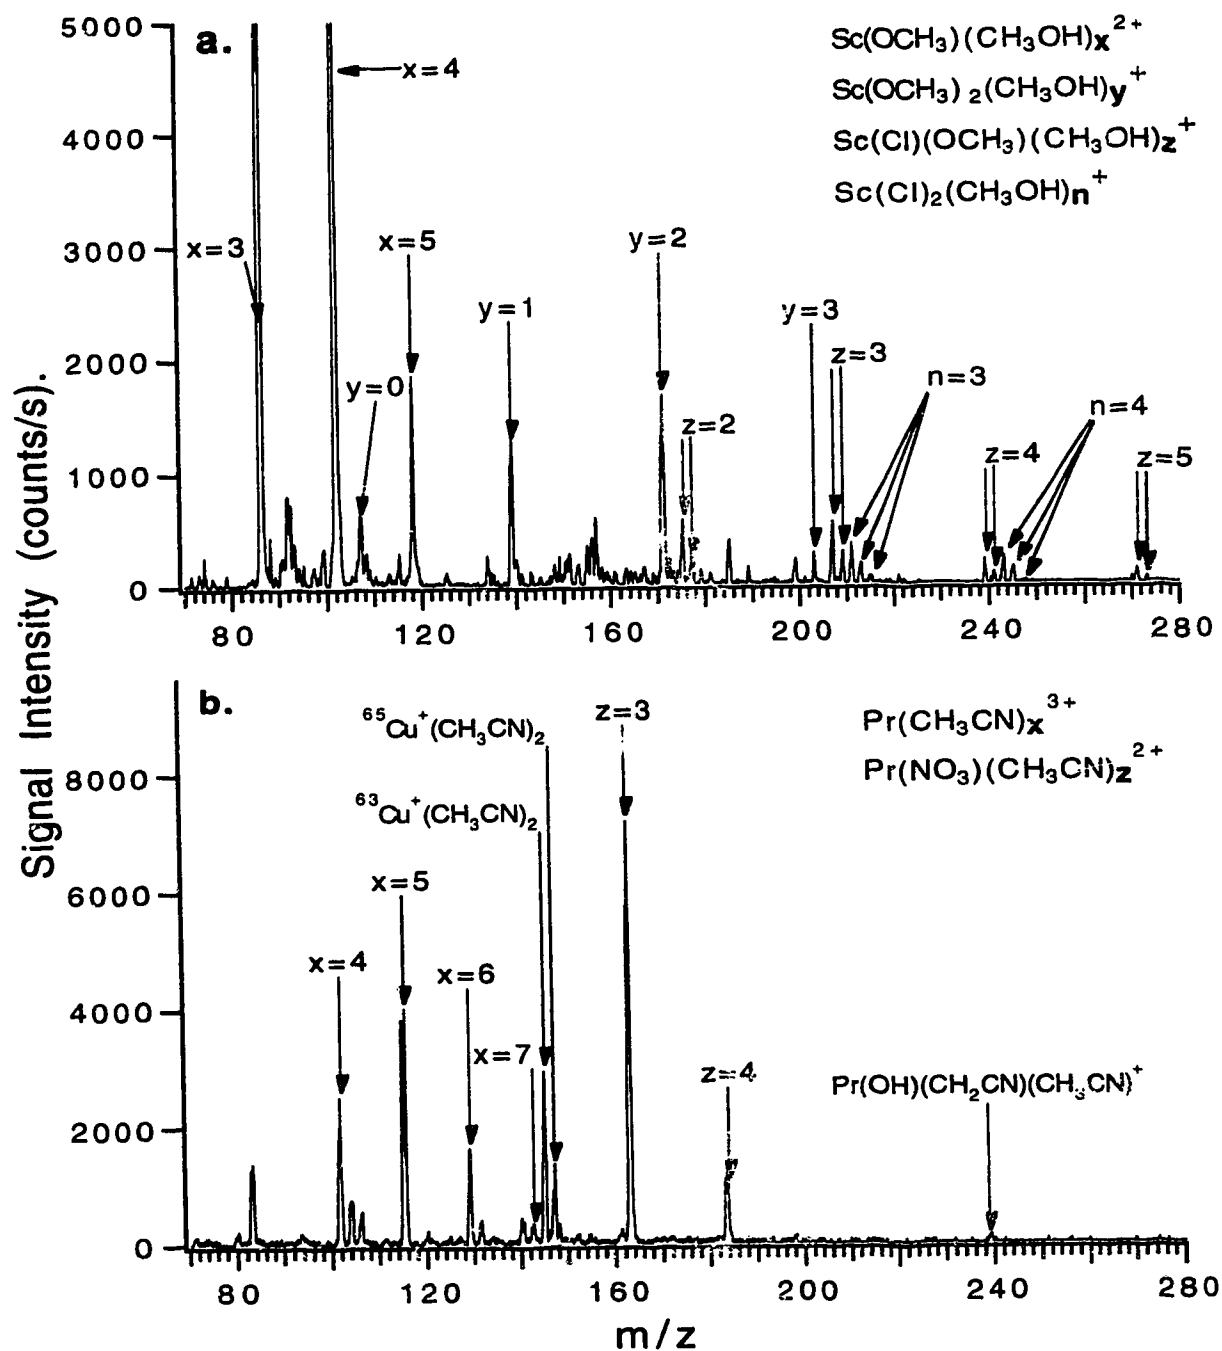 Signal Intensity (counts/s).
a.
5000
4000
3000
2000
1000
0
Sc(OCH₃)(CH₃OH)x²⁺
Sc(OCH₃)₂(CH₃OH)y⁺
Sc(Cl)(OCH₃)(CH₃OH)z⁺
Sc(Cl)₂(CH₃OH)n⁺
x=4
x=3
x=5
y=2
y=1
y=3
y=0
z=3
n=3
z=2
n=4
z=4
z=5
80 120 160 200 240 280
b.
8000
6000
4000
2000
0
Pr(CH₃CN)x³⁺
Pr(NO₃)(CH₃CN)z²⁺
⁶⁵Cu⁺(CH₃CN)₂
z=3
⁶³Cu⁺(CH₃CN)₂
x=5
x=4
x=6
x=7
z=4
Pr(OH)(CH₂CN)(CH₃CN)⁺
80 120 160 200 240 280
m/z